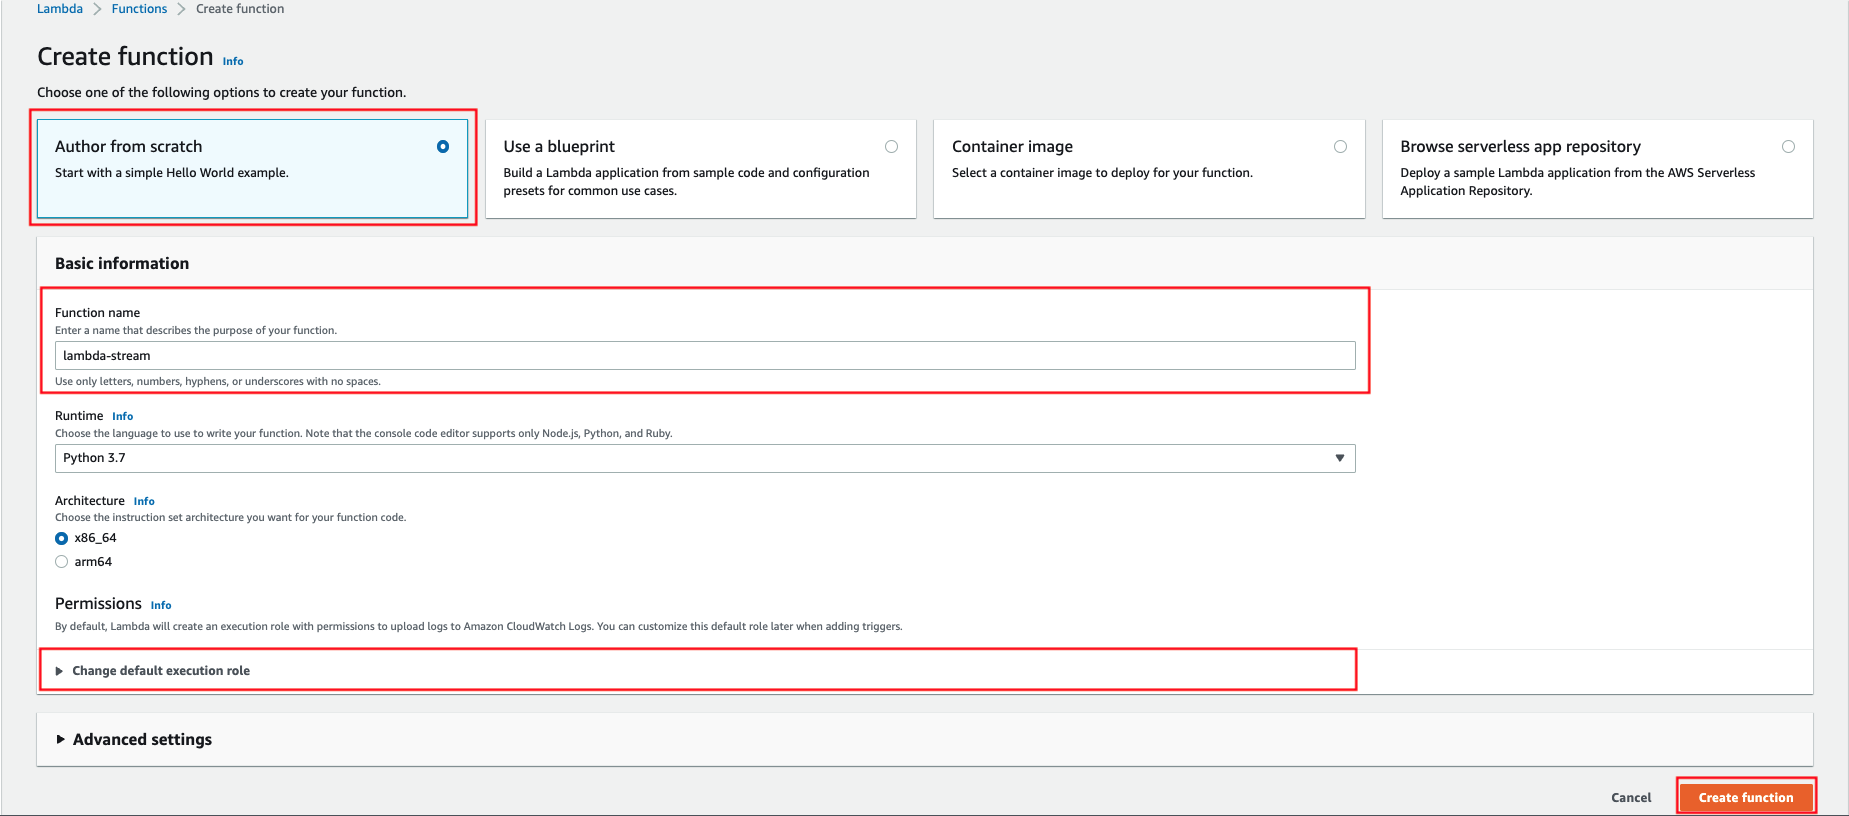 Lambda > Functions > Create function
Create function Info
Choose one of the following options to create your function.
Author from scratch
Start with a simple Hello World example.
Use a blueprint
Build a Lambda application from sample code and configuration
presets for common use cases.
Container image
Select a container image to deploy for your function.
Browse serverless app repository
Deploy a sample Lambda application from the AWS Serverless
Application Repository.
Basic information
Function name
Enter a name that describes the purpose of your function.
lambda-stream
Use only letters, numbers, hyphens, or underscores with no spaces.
Runtime Info
Choose the language to use to write your function. Note that the console code editor supports only Node.js, Python, and Ruby.
Python 3.7
Architecture Info
Choose the instruction set architecture you want for your function code.
x86_64
arm64
Permissions Info
By default, Lambda will create an execution role with permissions to upload logs to Amazon CloudWatch Logs. You can customize this default role later when adding triggers.
Change default execution role
Advanced settings
Cancel
Create function